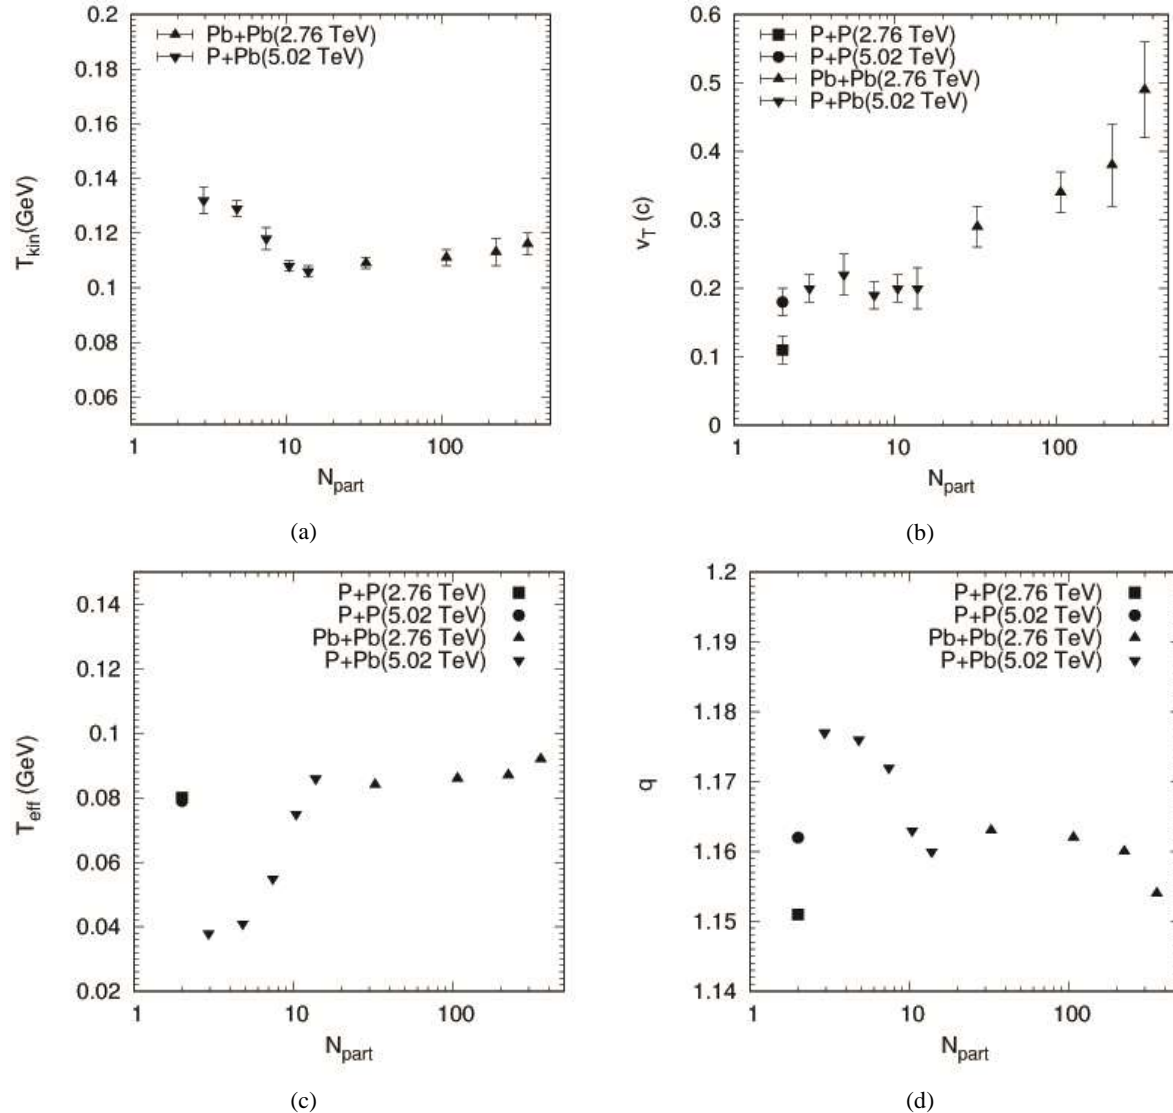 0.2
0.18
0.16
0.14
0.12
0.1
0.08
0.06
T_kin(GeV)
Pb+Pb(2.76 TeV)
P+Pb(5.02 TeV)
1 10 100
N_part
(a)
0.6
0.5
0.4
0.3
0.2
0.1
0
v_T (c)
P+P(2.76 TeV)
P+P(5.02 TeV)
Pb+Pb(2.76 TeV)
P+Pb(5.02 TeV)
1 10 100
N_part
(b)
0.14
0.12
0.1
0.08
0.06
0.04
0.02
T_eff (GeV)
P+P(2.76 TeV)
P+P(5.02 TeV)
Pb+Pb(2.76 TeV)
P+Pb(5.02 TeV)
1 10 100
N_part
(c)
1.2
1.19
1.18
1.17
1.16
1.15
1.14
q
P+P(2.76 TeV)
P+P(5.02 TeV)
Pb+Pb(2.76 TeV)
P+Pb(5.02 TeV)
1 10 100
N_part
(d)